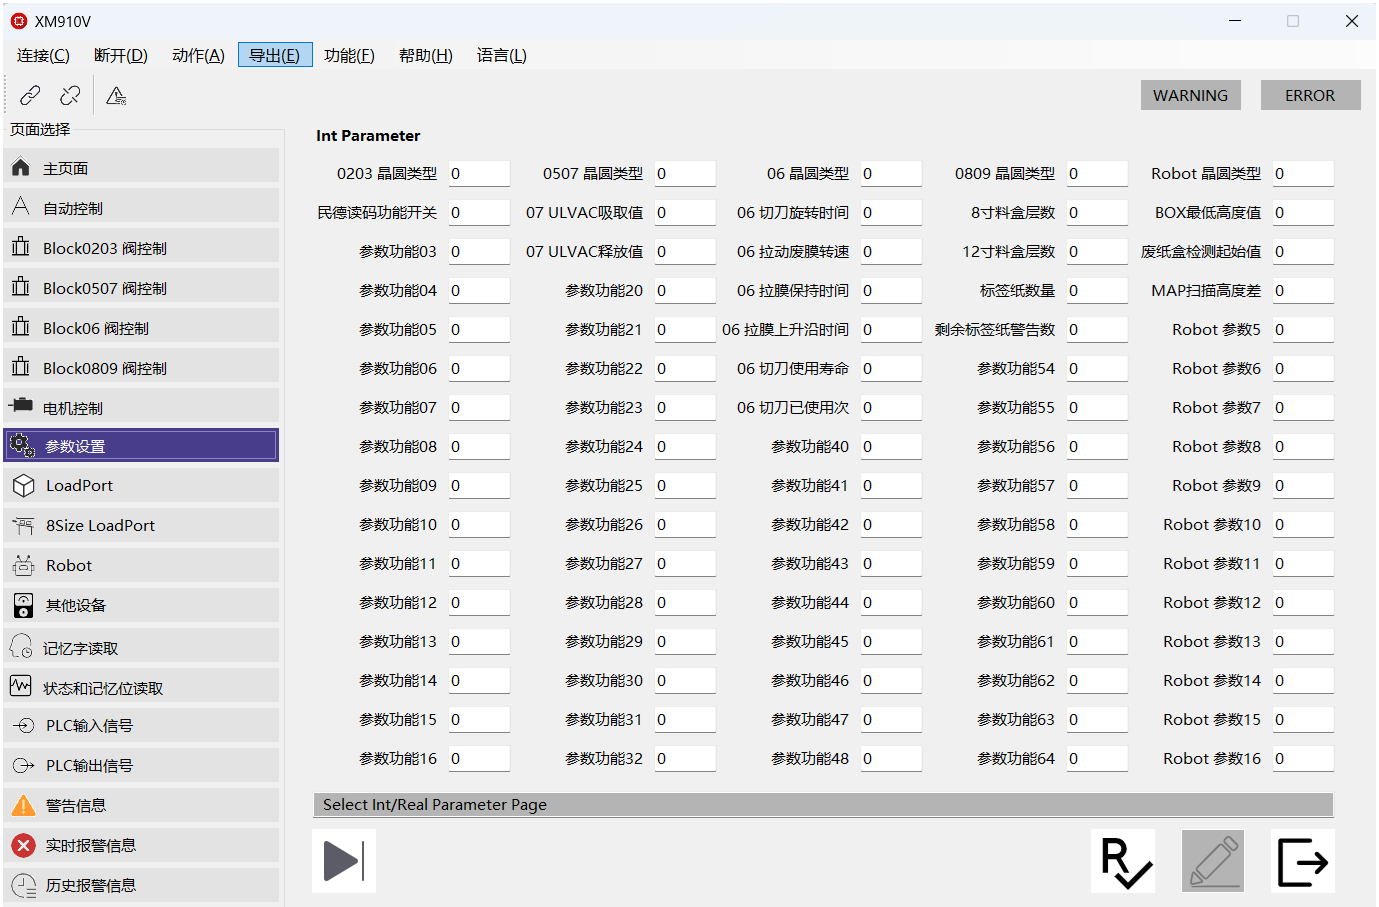 XM910V
连接(C) 断开(D) 动作(A) 导出(E) 功能(F) 帮助(H) 语言(L)
WARNING ERROR
页面选择
主页面
自动控制
Block0203 阀控制
Block0507 阀控制
Block06 阀控制
Block0809 阀控制
电机控制
参数设置
LoadPort
8Size LoadPort
Robot
其他设备
记忆字读取
状态和记忆位读取
PLC输入信号
PLC输出信号
警告信息
实时报警信息
历史报警信息
Int Parameter
0203 晶圆类型 0 0507 晶圆类型 0 06 晶圆类型 0 0809 晶圆类型 0 Robot 晶圆类型 0
民德读码功能开关 0 07 ULVAC吸取值 0 06 切刀旋转时间 0 8寸料盒层数 0 BOX最低高度值 0
参数功能03 0 07 ULVAC释放值 0 06 拉动废膜转速 0 12寸料盒层数 0 废纸盒检测起始值 0
参数功能04 0 参数功能20 0 06 拉膜保持时间 0 标签纸数量 0 MAP扫描高度差 0
参数功能05 0 参数功能21 0 06 拉膜上升沿时间 0 剩余标签纸警告数 0 Robot 参数5 0
参数功能06 0 参数功能22 0 06 切刀使用寿命 0 参数功能54 0 Robot 参数6 0
参数功能07 0 参数功能23 0 06 切刀已使用次 0 参数功能55 0 Robot 参数7 0
参数功能08 0 参数功能24 0 参数功能40 0 参数功能56 0 Robot 参数8 0
参数功能09 0 参数功能25 0 参数功能41 0 参数功能57 0 Robot 参数9 0
参数功能10 0 参数功能26 0 参数功能42 0 参数功能58 0 Robot 参数10 0
参数功能11 0 参数功能27 0 参数功能43 0 参数功能59 0 Robot 参数11 0
参数功能12 0 参数功能28 0 参数功能44 0 参数功能60 0 Robot 参数12 0
参数功能13 0 参数功能29 0 参数功能45 0 参数功能61 0 Robot 参数13 0
参数功能14 0 参数功能30 0 参数功能46 0 参数功能62 0 Robot 参数14 0
参数功能15 0 参数功能31 0 参数功能47 0 参数功能63 0 Robot 参数15 0
参数功能16 0 参数功能32 0 参数功能48 0 参数功能64 0 Robot 参数16 0
Select Int/Real Parameter Page
R